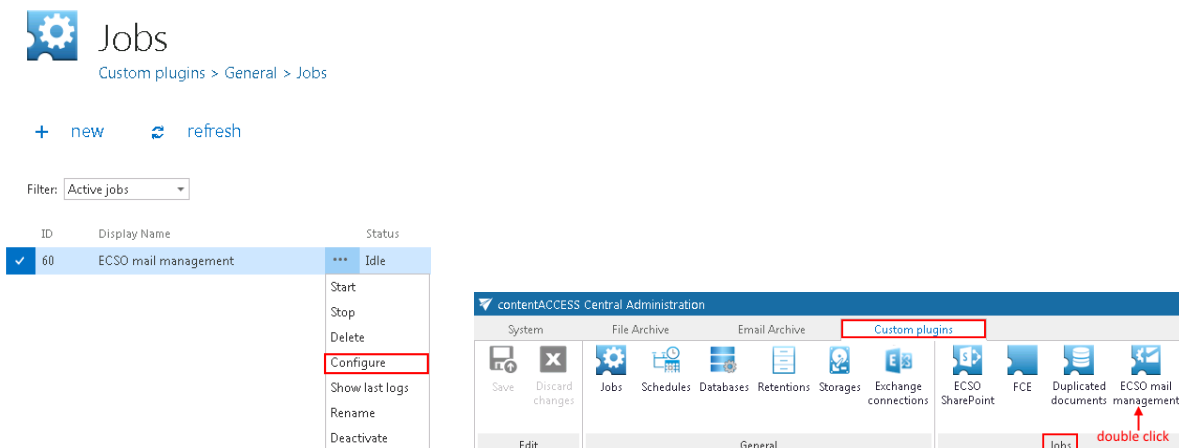 Jobs
Custom plugins > General > Jobs
+ new refresh
Filter: Active jobs
ID Display Name Status
60 ECSO mail management ... Idle
Start
Stop
Delete
Configure
Show last logs
Rename
Deactivate
contentACCESS Central Administration
System File Archive Email Archive Custom plugins
Save Discard changes Jobs Schedules Databases Retentions Storages Exchange connections ECSO SharePoint FCE Duplicated documents ECSO mail management
double click
Edit General Jobs